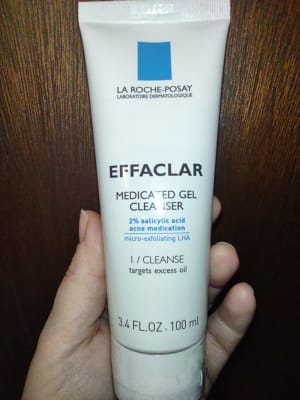 LA ROCHE-POSAY
LABORATOIRE DERMATOLOGIQUE
EFFACLAR
MEDICATED GEL
CLEANSER
2% salicylic acid
acne medication
micro-exfoliating LHA
1 / CLEANSE
targets excess oil
3.4 FL.OZ - 100 ml